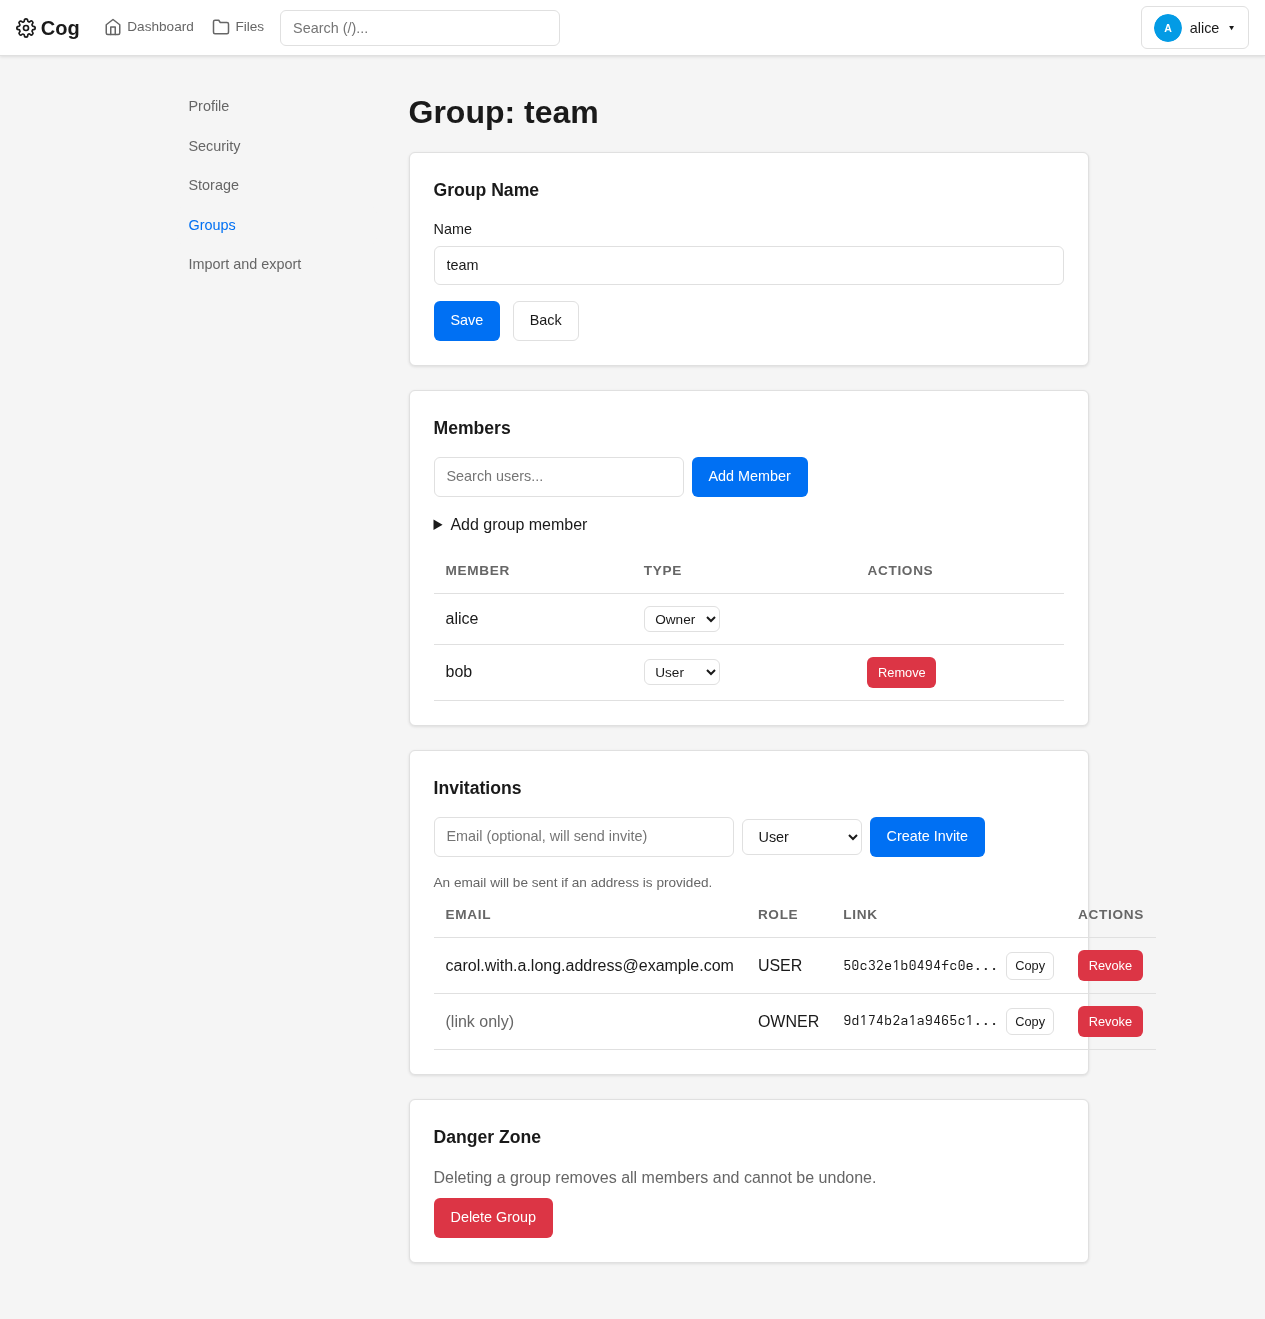 Cog
Dashboard
Files
Search (/)...
A
alice
Profile
Security
Storage
Groups
Import and export
Group: team
Group Name
Name
team
Save
Back
Members
Search users...
Add Member
Add group member
MEMBER TYPE ACTIONS
alice Owner
bob User Remove
Invitations
Email (optional, will send invite)
User
Create Invite
An email will be sent if an address is provided.
EMAIL ROLE LINK ACTIONS
carol.with.a.long.address@example.com USER 50c32e1b0494fc0e... Copy Revoke
(link only) OWNER 9d174b2a1a9465c1... Copy Revoke
Danger Zone
Deleting a group removes all members and cannot be undone.
Delete Group